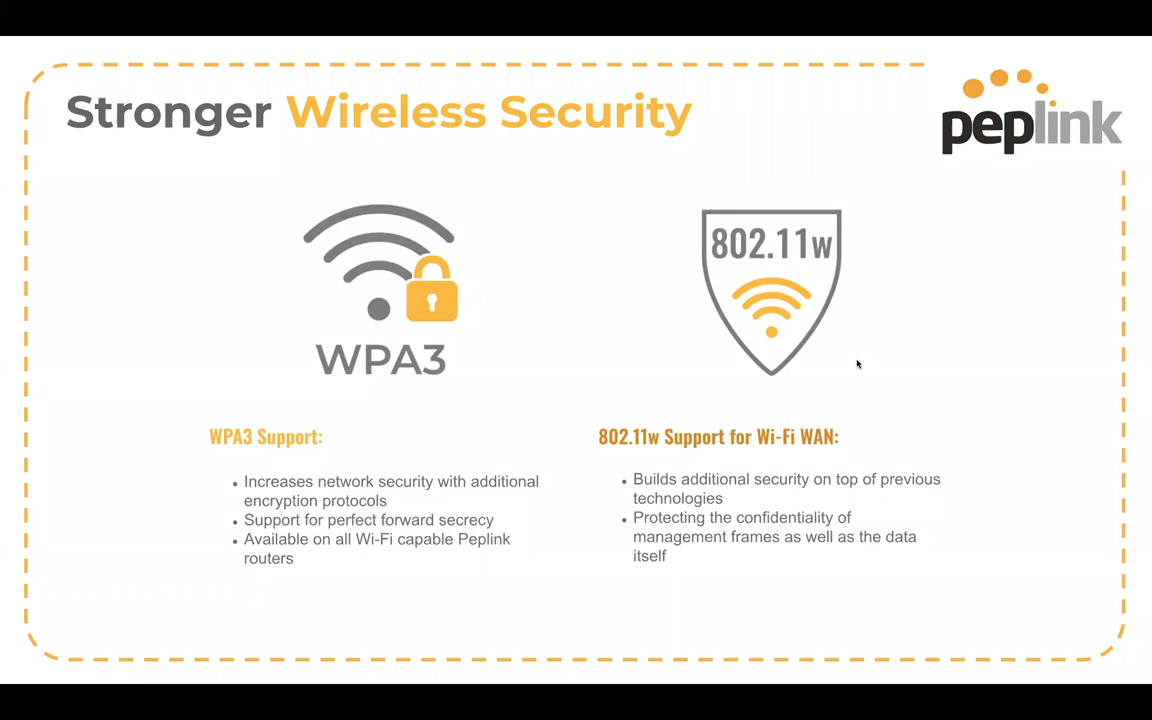 Stronger Wireless Security
peplink
WPA3
802.11w
WPA3 Support:
• Increases network security with additional
encryption protocols
• Support for perfect forward secrecy
• Available on all Wi-Fi capable Peplink
routers
802.11w Support for Wi-Fi WAN:
• Builds additional security on top of previous
technologies
• Protecting the confidentiality of
management frames as well as the data
itself